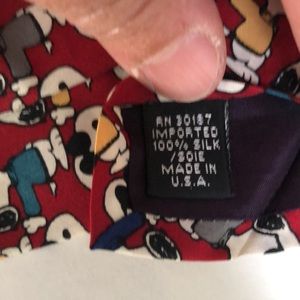 RN 30187
IMPORTED
100% SILK
/SOIE
MADE IN
U.S.A.